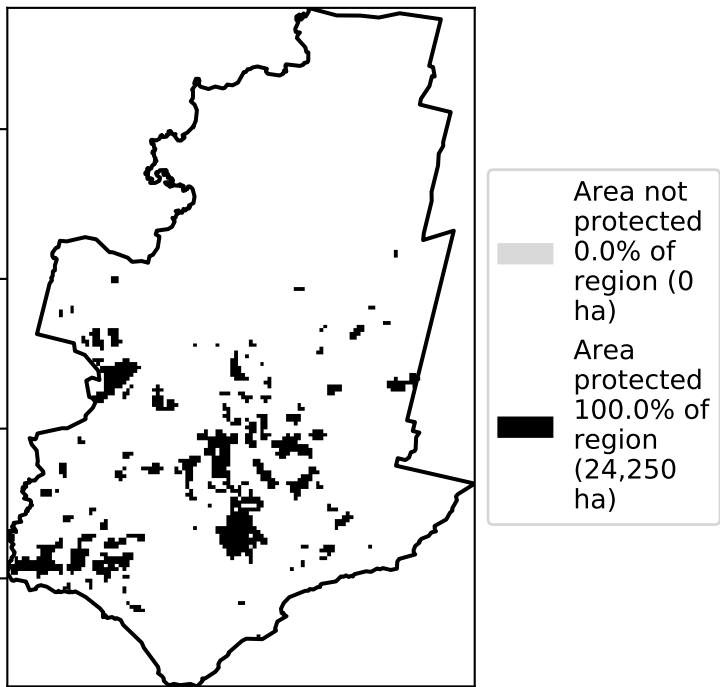 Area not
protected
0.0% of
region (0
ha)
Area
protected
100.0% of
region
(24,250
ha)